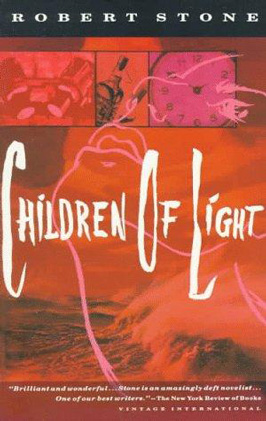 ROBERT STONE
CHILDREN OF LIGHT
"Brilliant and wonderful...Stone is an amazingly deft novelist...
One of our best writers."—The New York Review of Books
VINTAGE INTERNATIONAL